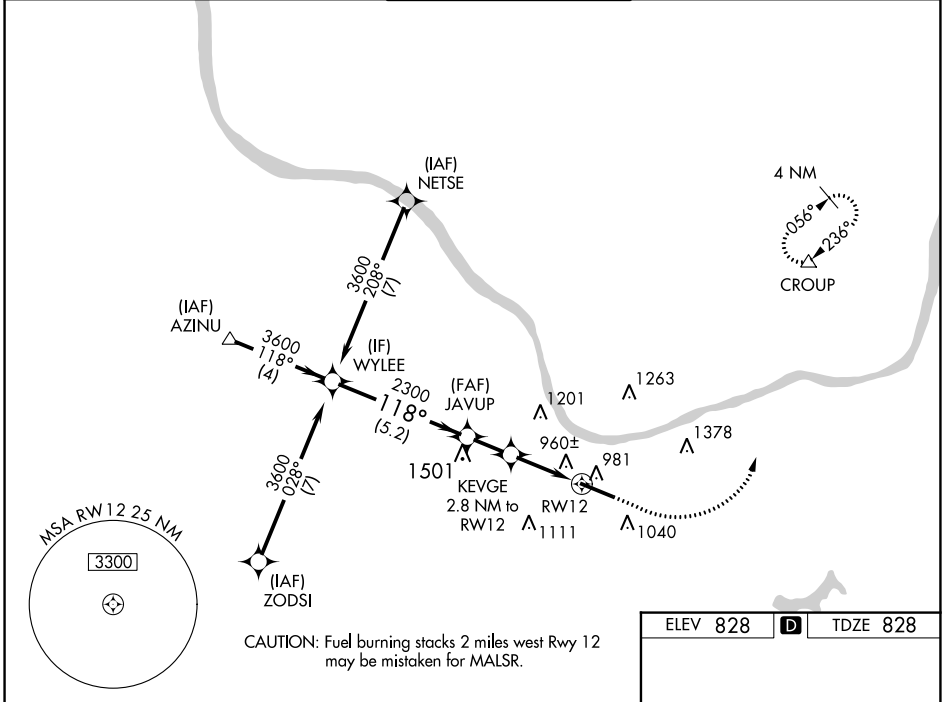 (IAF)
NETSE
4 NM
056°
236°
CROUP
3600
208°
(7)
(IAF)
AZINU
3600
118°
(4)
(IF)
WYLEE
2300
118°
(5.2)
(FAF)
JAVUP
1201
1263
1378
960±
981
1501
KEVGE
2.8 NM to
RW12
RW12
1111
1040
3600
028°
(7)
MSA RW12 25 NM
3300
(IAF)
ZODSI
CAUTION: Fuel burning stacks 2 miles west Rwy 12
may be mistaken for MALSR.
ELEV 828 D TDZE 828